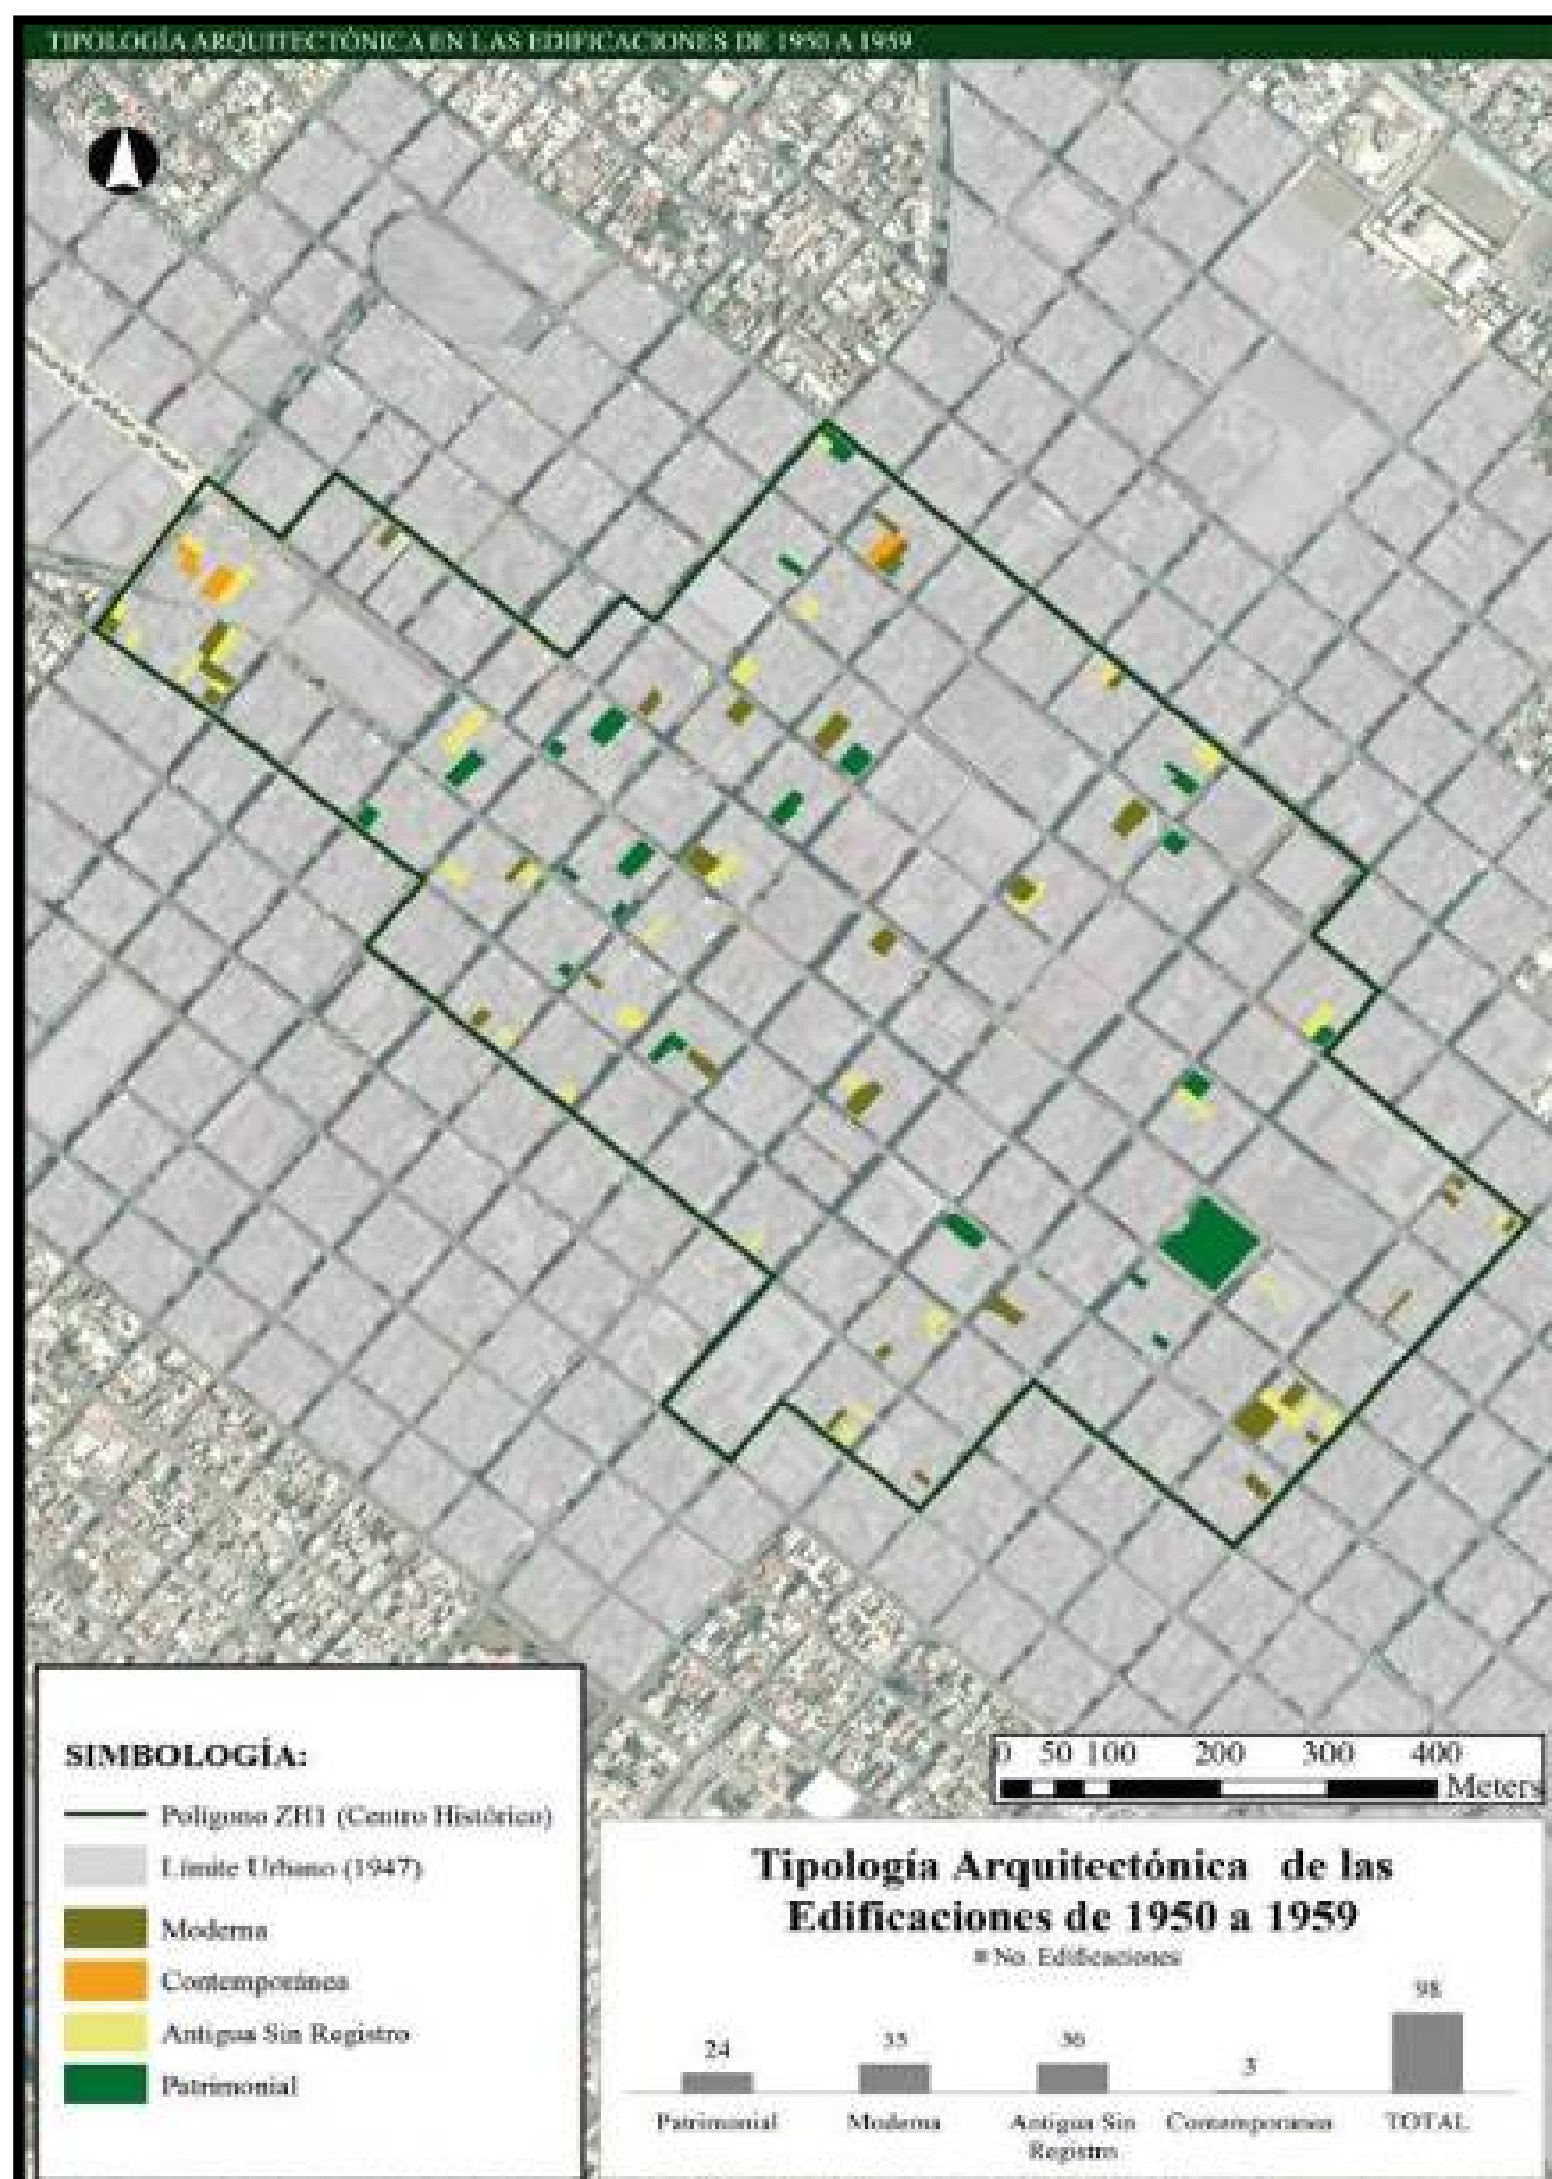 TIPOLOGÍA ARQUITECTÓNICA EN LAS EDIFICACIONES DE 1950 A 1959
SIMBOLOGÍA:
Polígono ZH1 (Centro Histórico)
Límite Urbano (1947)
Moderna
Contemporánea
Antigua Sin Registro
Patrimonial
0 50 100 200 300 400
Meters
Tipología Arquitectónica de las
Edificaciones de 1950 a 1959
No. Edificaciones
24 35 36 3 98
Patrimonial Moderna Antigua Sin Contemporanea TOTAL
Registro